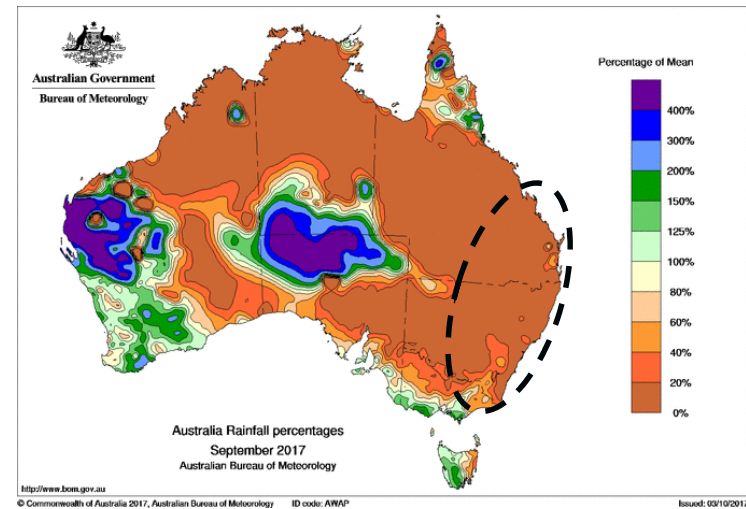 Australian Government
Bureau of Meteorology
Percentage of Mean
400%
300%
200%
150%
125%
100%
80%
60%
40%
20%
0%
Australia Rainfall percentages
September 2017
Australian Bureau of Meteorology
http://www.bom.gov.au
© Commonwealth of Australia 2017, Australian Bureau of Meteorology ID code: AWAP Issued: 03/10/2017